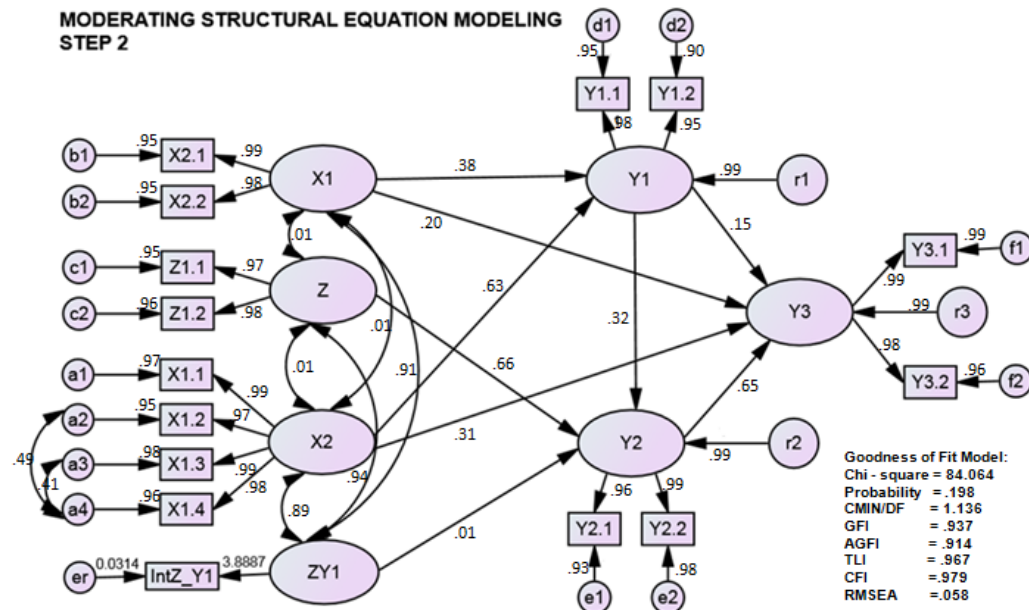 MODERATING STRUCTURAL EQUATION MODELING
STEP 2
d1
d2
.95
.90
Y1.1
Y1.2
.98
.95
b1
.95
X2.1
.99
b2
.95
X2.2
.98
X1
.38
Y1
.99
r1
.20
.15
.01
c1
.95
Z1.1
.97
c2
.96
Z1.2
.98
Z
.63
.01
.91
.01
.66
.32
Y3
Y3.1
.99
f1
.99
.99
r3
.98
Y3.2
.96
f2
a1
.97
X1.1
.99
a2
.95
X1.2
.97
a3
.98
X1.3
.99
a4
.96
X1.4
.98
.49
.41
X2
.31
.65
Y2
.99
r2
.94
.89
.01
.96
.99
Y2.1
Y2.2
.93
.98
e1
e2
er
0.0314
IntZ_Y1
3.8887
ZY1
Goodness of Fit Model:
Chi - square = 84.064
Probability = .198
CMIN/DF = 1.136
GFI = .937
AGFI = .914
TLI = .967
CFI =.979
RMSEA =.058